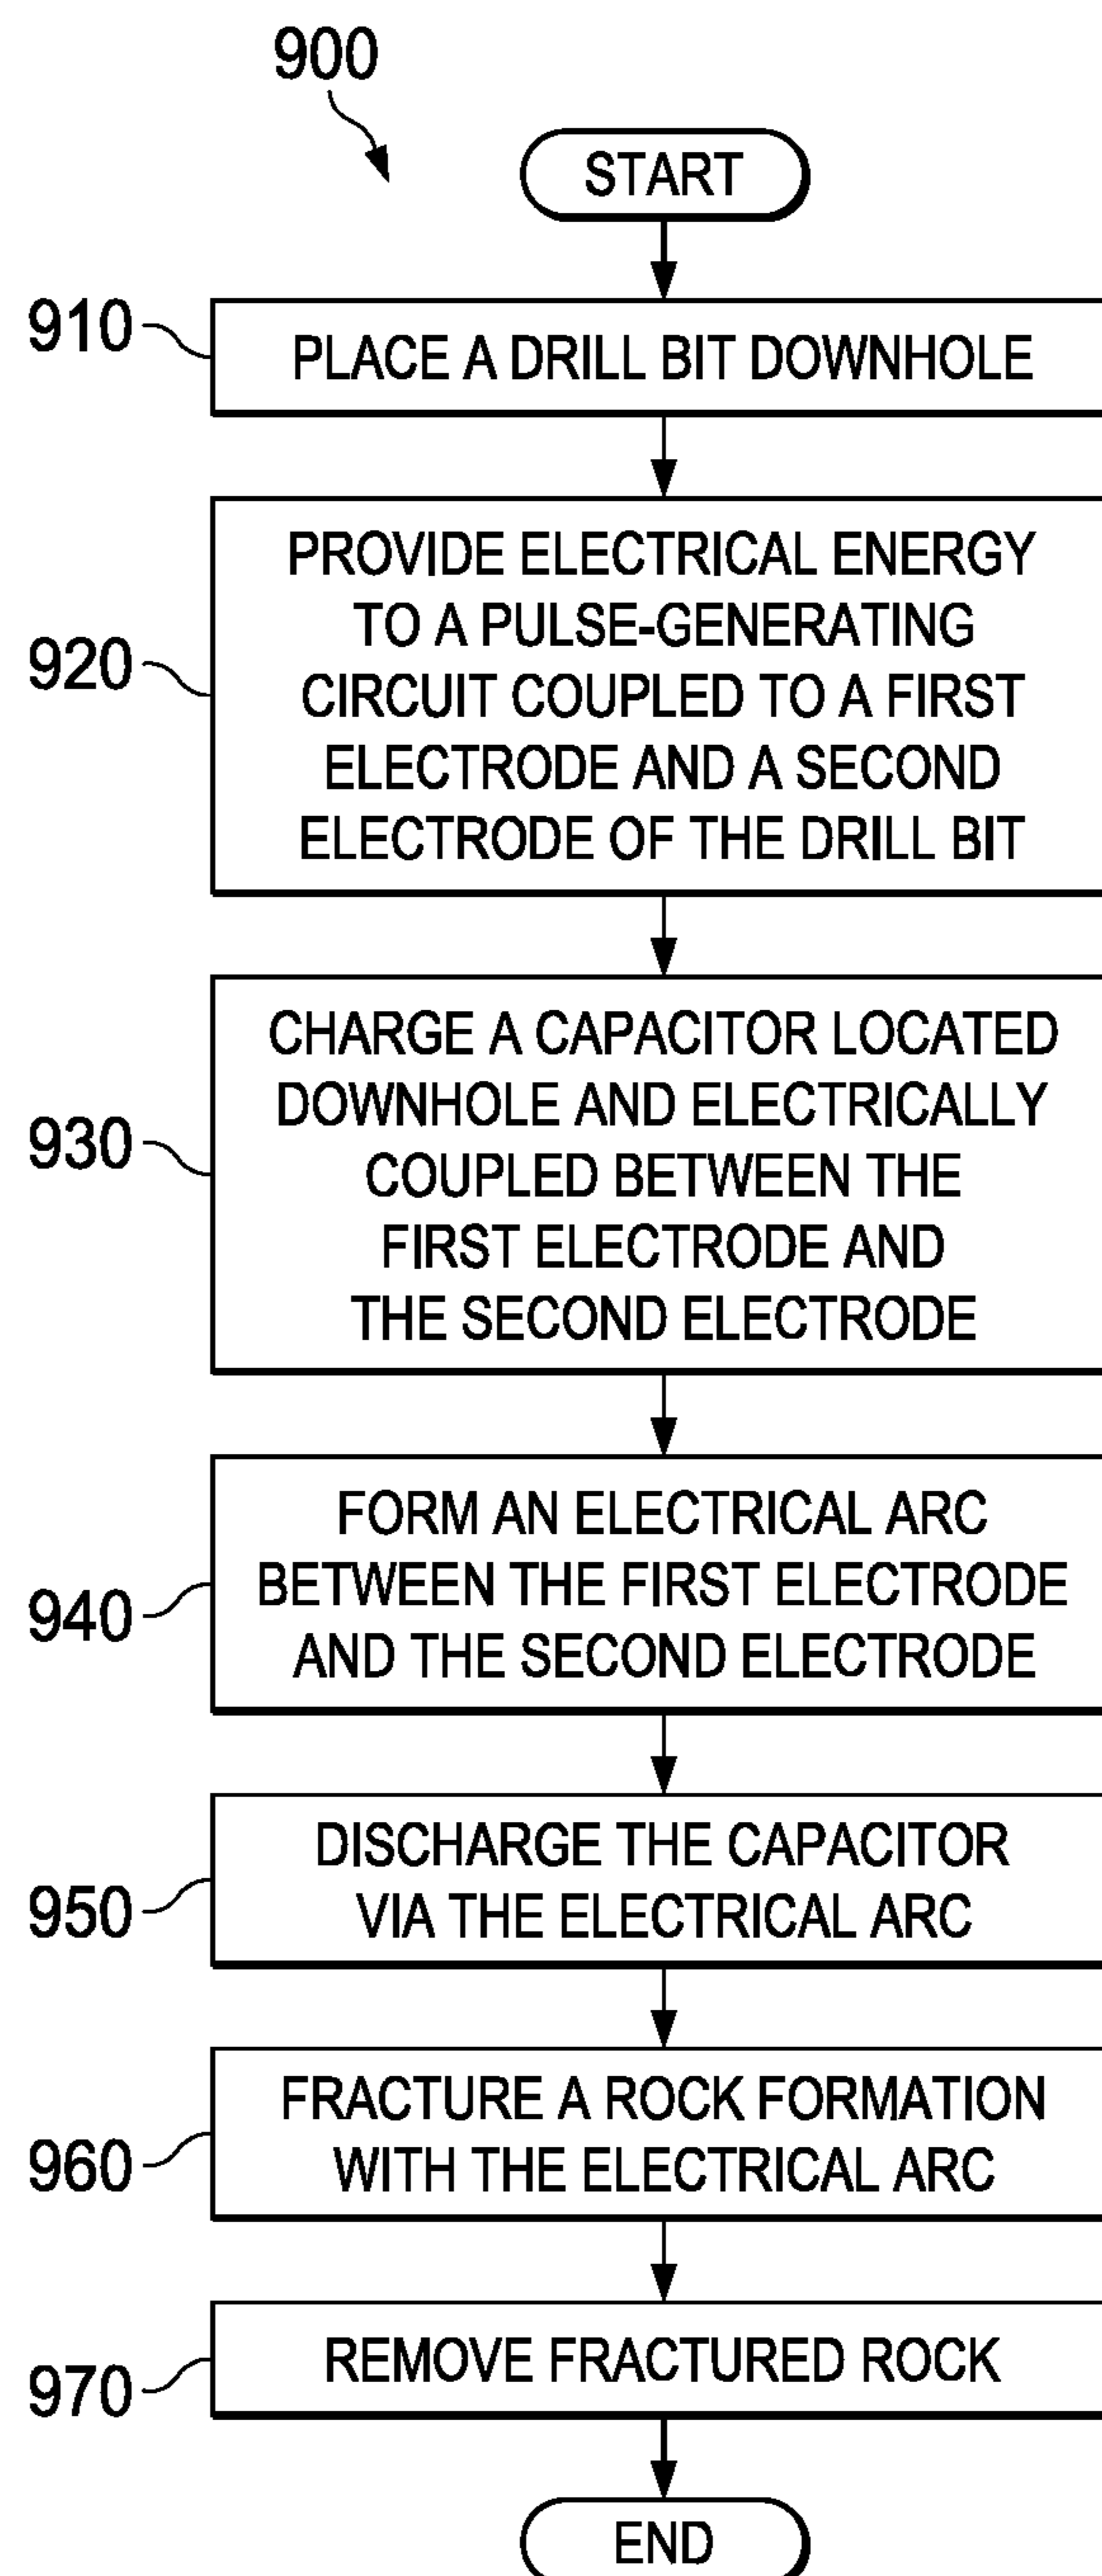 900
START
910
PLACE A DRILL BIT DOWNHOLE
920
PROVIDE ELECTRICAL ENERGY
TO A PULSE-GENERATING
CIRCUIT COUPLED TO A FIRST
ELECTRODE AND A SECOND
ELECTRODE OF THE DRILL BIT
930
CHARGE A CAPACITOR LOCATED
DOWNHOLE AND ELECTRICALLY
COUPLED BETWEEN THE
FIRST ELECTRODE AND
THE SECOND ELECTRODE
940
FORM AN ELECTRICAL ARC
BETWEEN THE FIRST ELECTRODE
AND THE SECOND ELECTRODE
950
DISCHARGE THE CAPACITOR
VIA THE ELECTRICAL ARC
960
FRACTURE A ROCK FORMATION
WITH THE ELECTRICAL ARC
970
REMOVE FRACTURED ROCK
END